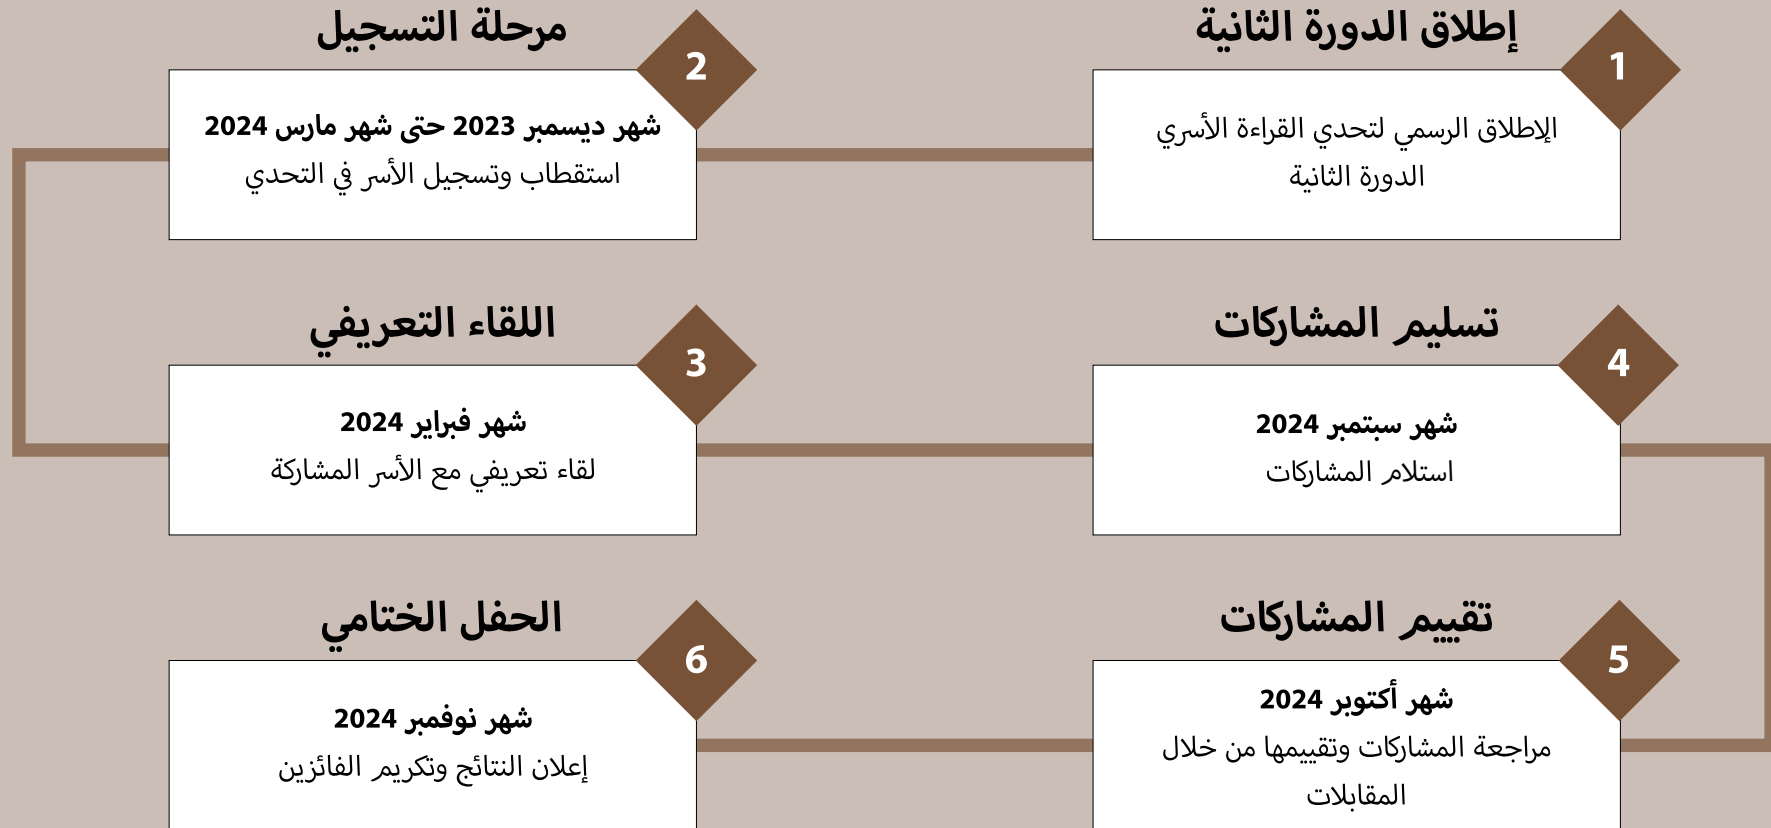 إطلاق الدورة الثانية
1
الإطلاق الرسمي لتحدي القراءة الأسري
الدورة الثانية
مرحلة التسجيل
2
شهر ديسمبر 2023 حتى شهر مارس 2024
استقطاب وتسجيل الأسر في التحدي
اللقاء التعريفي
3
شهر فبراير 2024
لقاء تعريفي مع الأسر المشاركة
تسليم المشاركات
4
شهر سبتمبر 2024
استلام المشاركات
تقييم المشاركات
5
شهر أكتوبر 2024
مراجعة المشاركات وتقييمها من خلال
المقابلات
الحفل الختامي
6
شهر نوفمبر 2024
إعلان النتائج وتكريم الفائزين